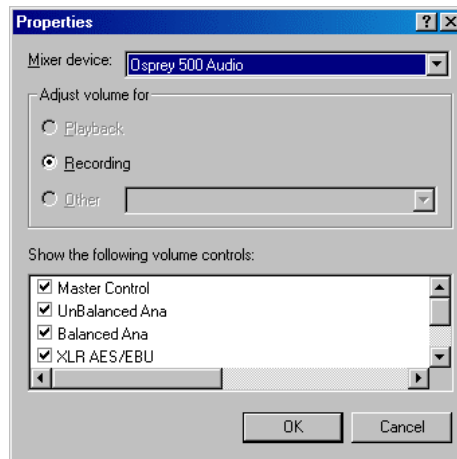 Properties
Mixer device: Osprey 500 Audio
Adjust volume for
Playback
Recording
Other
Show the following volume controls:
Master Control
UnBalanced Ana
Balanced Ana
XLR AES/EBU
OK Cancel